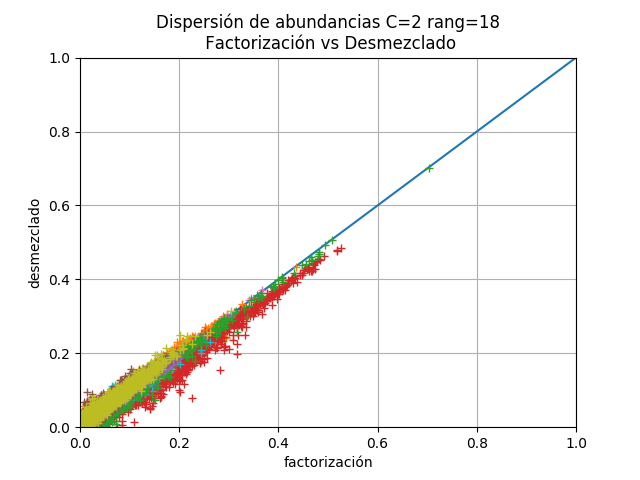 Dispersión de abundancias C=2 rang=18
Factorización vs Desmezclado
desmezclado
1.0
0.8
0.6
0.4
0.2
0.0
0.0 0.2 0.4 0.6 0.8 1.0
factorización